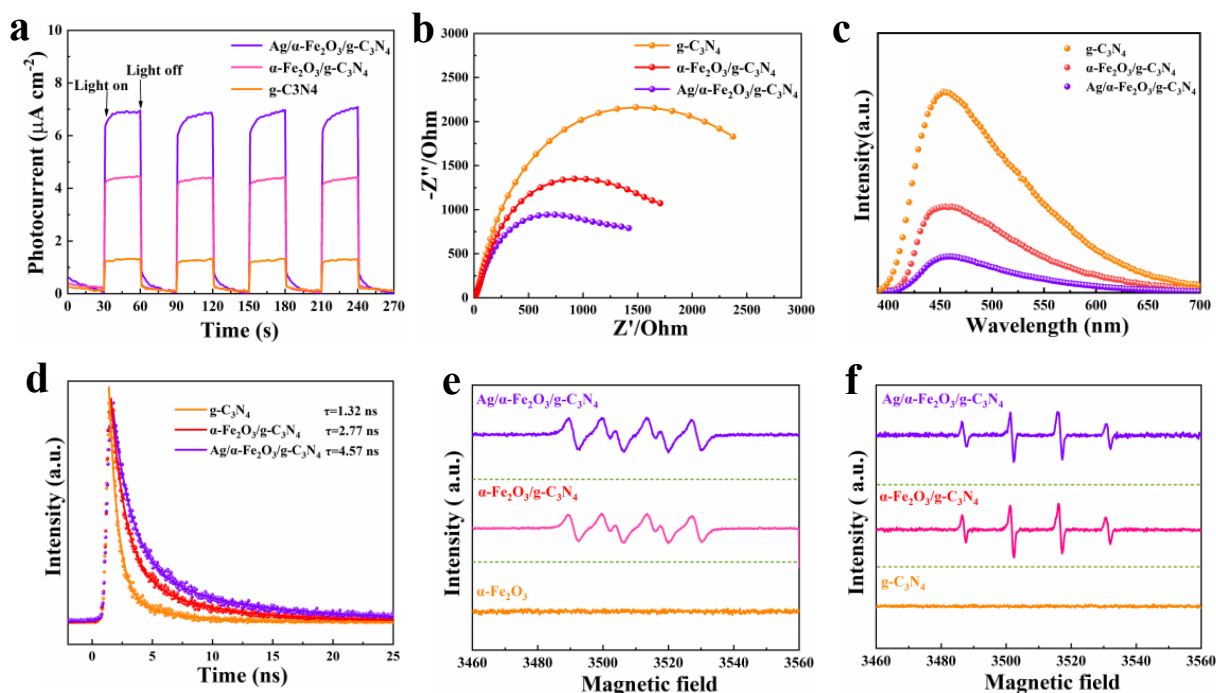 a
Photocurrent (μA cm⁻²)
10
8
6
4
2
0
Ag/α-Fe₂O₃/g-C₃N₄
α-Fe₂O₃/g-C₃N₄
g-C3N4
Light off
Light on
0 30 60 90 120 150 180 210 240 270
Time (s)
b
-Z''/Ohm
3000
2500
2000
1500
1000
500
0
g-C₃N₄
α-Fe₂O₃/g-C₃N₄
Ag/α-Fe₂O₃/g-C₃N₄
0 500 1000 1500 2000 2500 3000
Z'/Ohm
c
Intensity(a.u.)
g-C₃N₄
α-Fe₂O₃/g-C₃N₄
Ag/α-Fe₂O₃/g-C₃N₄
400 450 500 550 600 650 700
Wavelength (nm)
d
Intensity (a.u.)
g-C₃N₄ τ=1.32 ns
α-Fe₂O₃/g-C₃N₄ τ=2.77 ns
Ag/α-Fe₂O₃/g-C₃N₄ τ=4.57 ns
0 5 10 15 20 25
Time (ns)
e
Intensity ( a.u.)
Ag/α-Fe₂O₃/g-C₃N₄
α-Fe₂O₃/g-C₃N₄
α-Fe₂O₃
3460 3480 3500 3520 3540 3560
Magnetic field
f
Intensity ( a.u.)
Ag/α-Fe₂O₃/g-C₃N₄
α-Fe₂O₃/g-C₃N₄
g-C₃N₄
3460 3480 3500 3520 3540 3560
Magnetic field